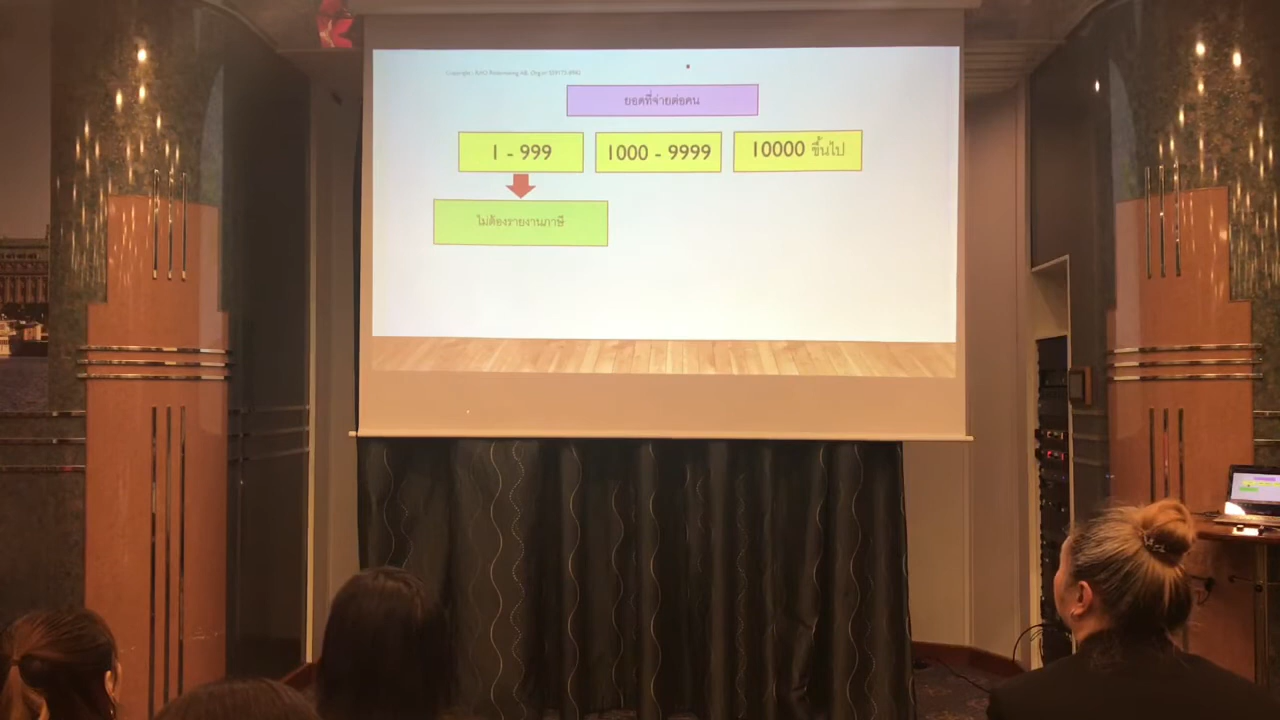 ยอดที่จ่ายต่อคน
1 - 999
1000 - 9999
10000 ขึ้นไป
ไม่ต้องรายงานภาษี